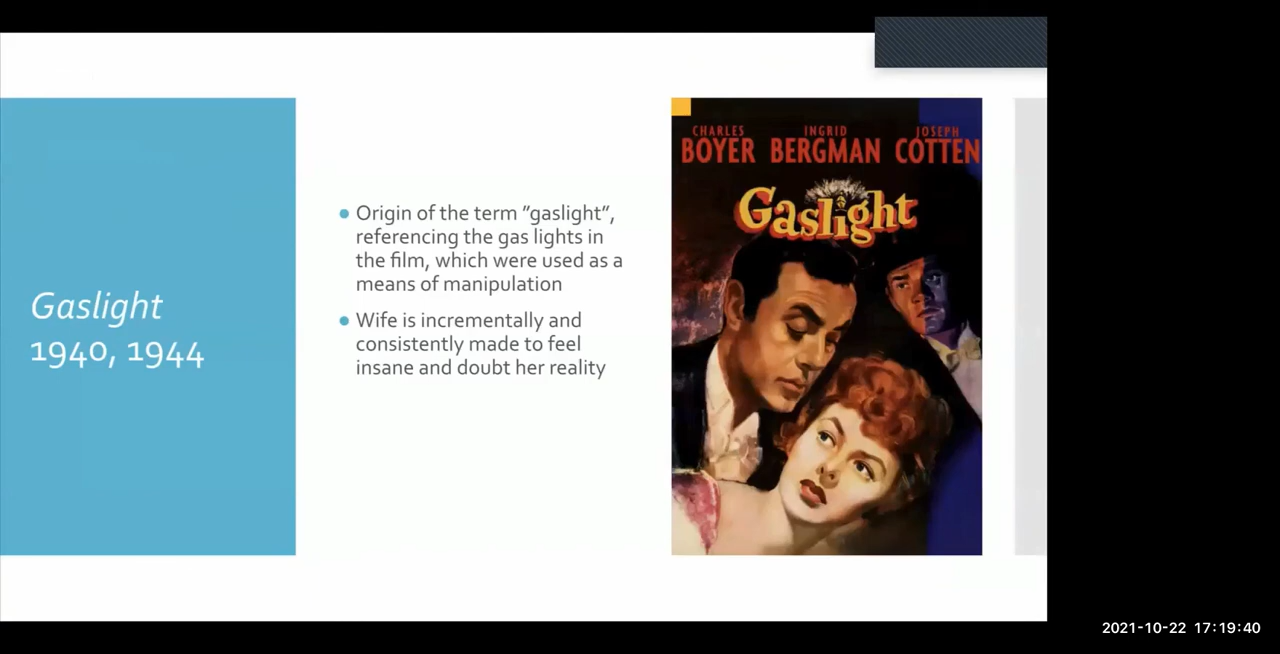 Gaslight
1940, 1944
● Origin of the term ”gaslight”,
referencing the gas lights in
the film, which were used as a
means of manipulation
● Wife is incrementally and
consistently made to feel
insane and doubt her reality
CHARLES BOYER INGRID BERGMAN JOSEPH COTTEN
Gaslight
2021-10-22 17:19:40